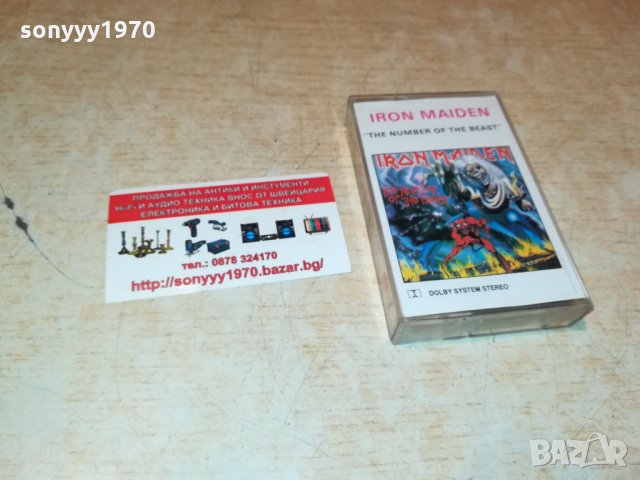 sonyyy1970
ПРОДАЖБА НА АНТИКИ И ИНСТУМЕНТИ
Hi-Fi И АУДИО ТЕХНИКА ВНОС ОТ ШВЕЙЦАРИЯ
ЕЛЕКТРОНИКА И БИТОВА ТЕХНИКА
тел.: 0878 324170
http://sonyyy1970.bazar.bg/
IRON MAIDEN
"THE NUMBER OF THE BEAST"
IRON MAIDEN
THE NUMBER
OF THE BEAST
DOLBY SYSTEM STEREO
BAZAR